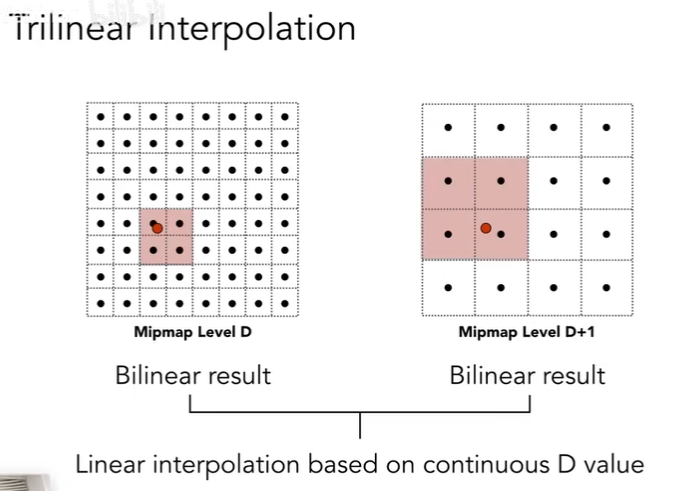 Trilinear Interpolation
Mipmap Level D
Mipmap Level D+1
Bilinear result
Bilinear result
Linear interpolation based on continuous D value